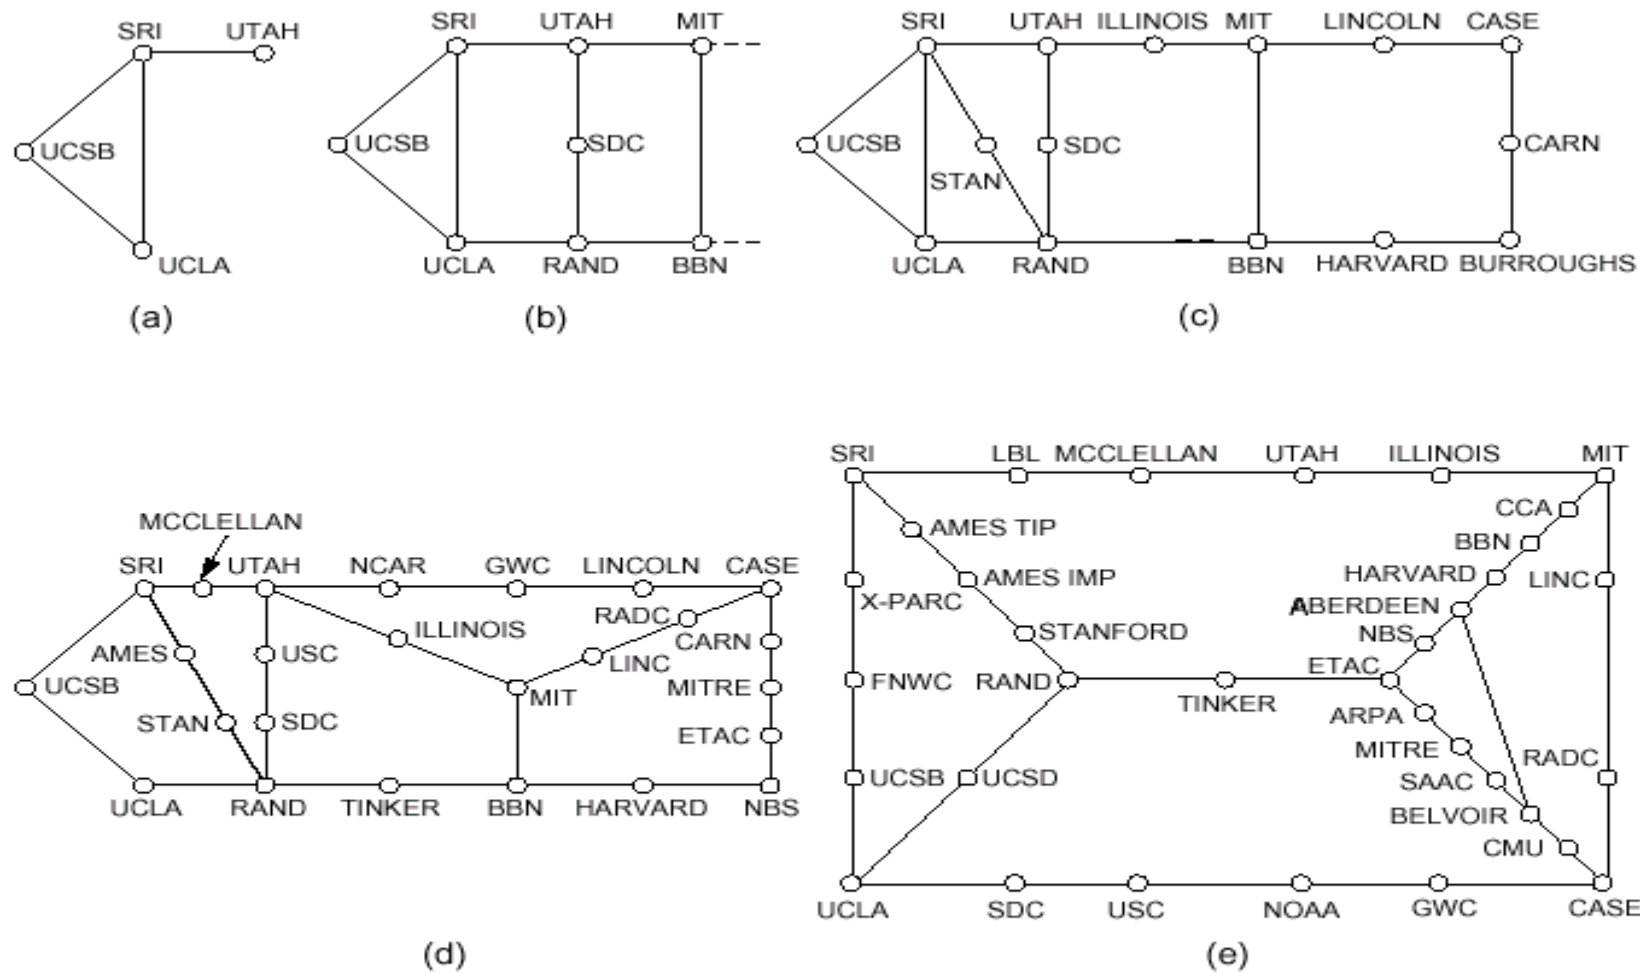 SRI UTAH
UCSB
UCLA
(a)
SRI UTAH MIT
UCSB SDC
UCLA RAND BBN
(b)
SRI UTAH ILLINOIS MIT LINCOLN CASE
UCSB SDC CARN
STAN
UCLA RAND BBN HARVARD BURROUGHS
(c)
MCCLELLAN
SRI UTAH NCAR GWC LINCOLN CASE
RADC
ILLINOIS CARN
AMES USC LINC
UCSB MIT MITRE
STAN SDC ETAC
UCLA RAND TINKER BBN HARVARD NBS
(d)
SRI LBL MCCLELLAN UTAH ILLINOIS MIT
CCA
AMES TIP
BBN
AMES IMP HARVARD LINC
X-PARC ABERDEEN
STANFORD NBS
ETAC
FNWC RAND
TINKER
ARPA
MITRE RADC
UCSB UCSD SAAC
BELVOIR
CMU
UCLA SDC USC NOAA GWC CASE
(e)